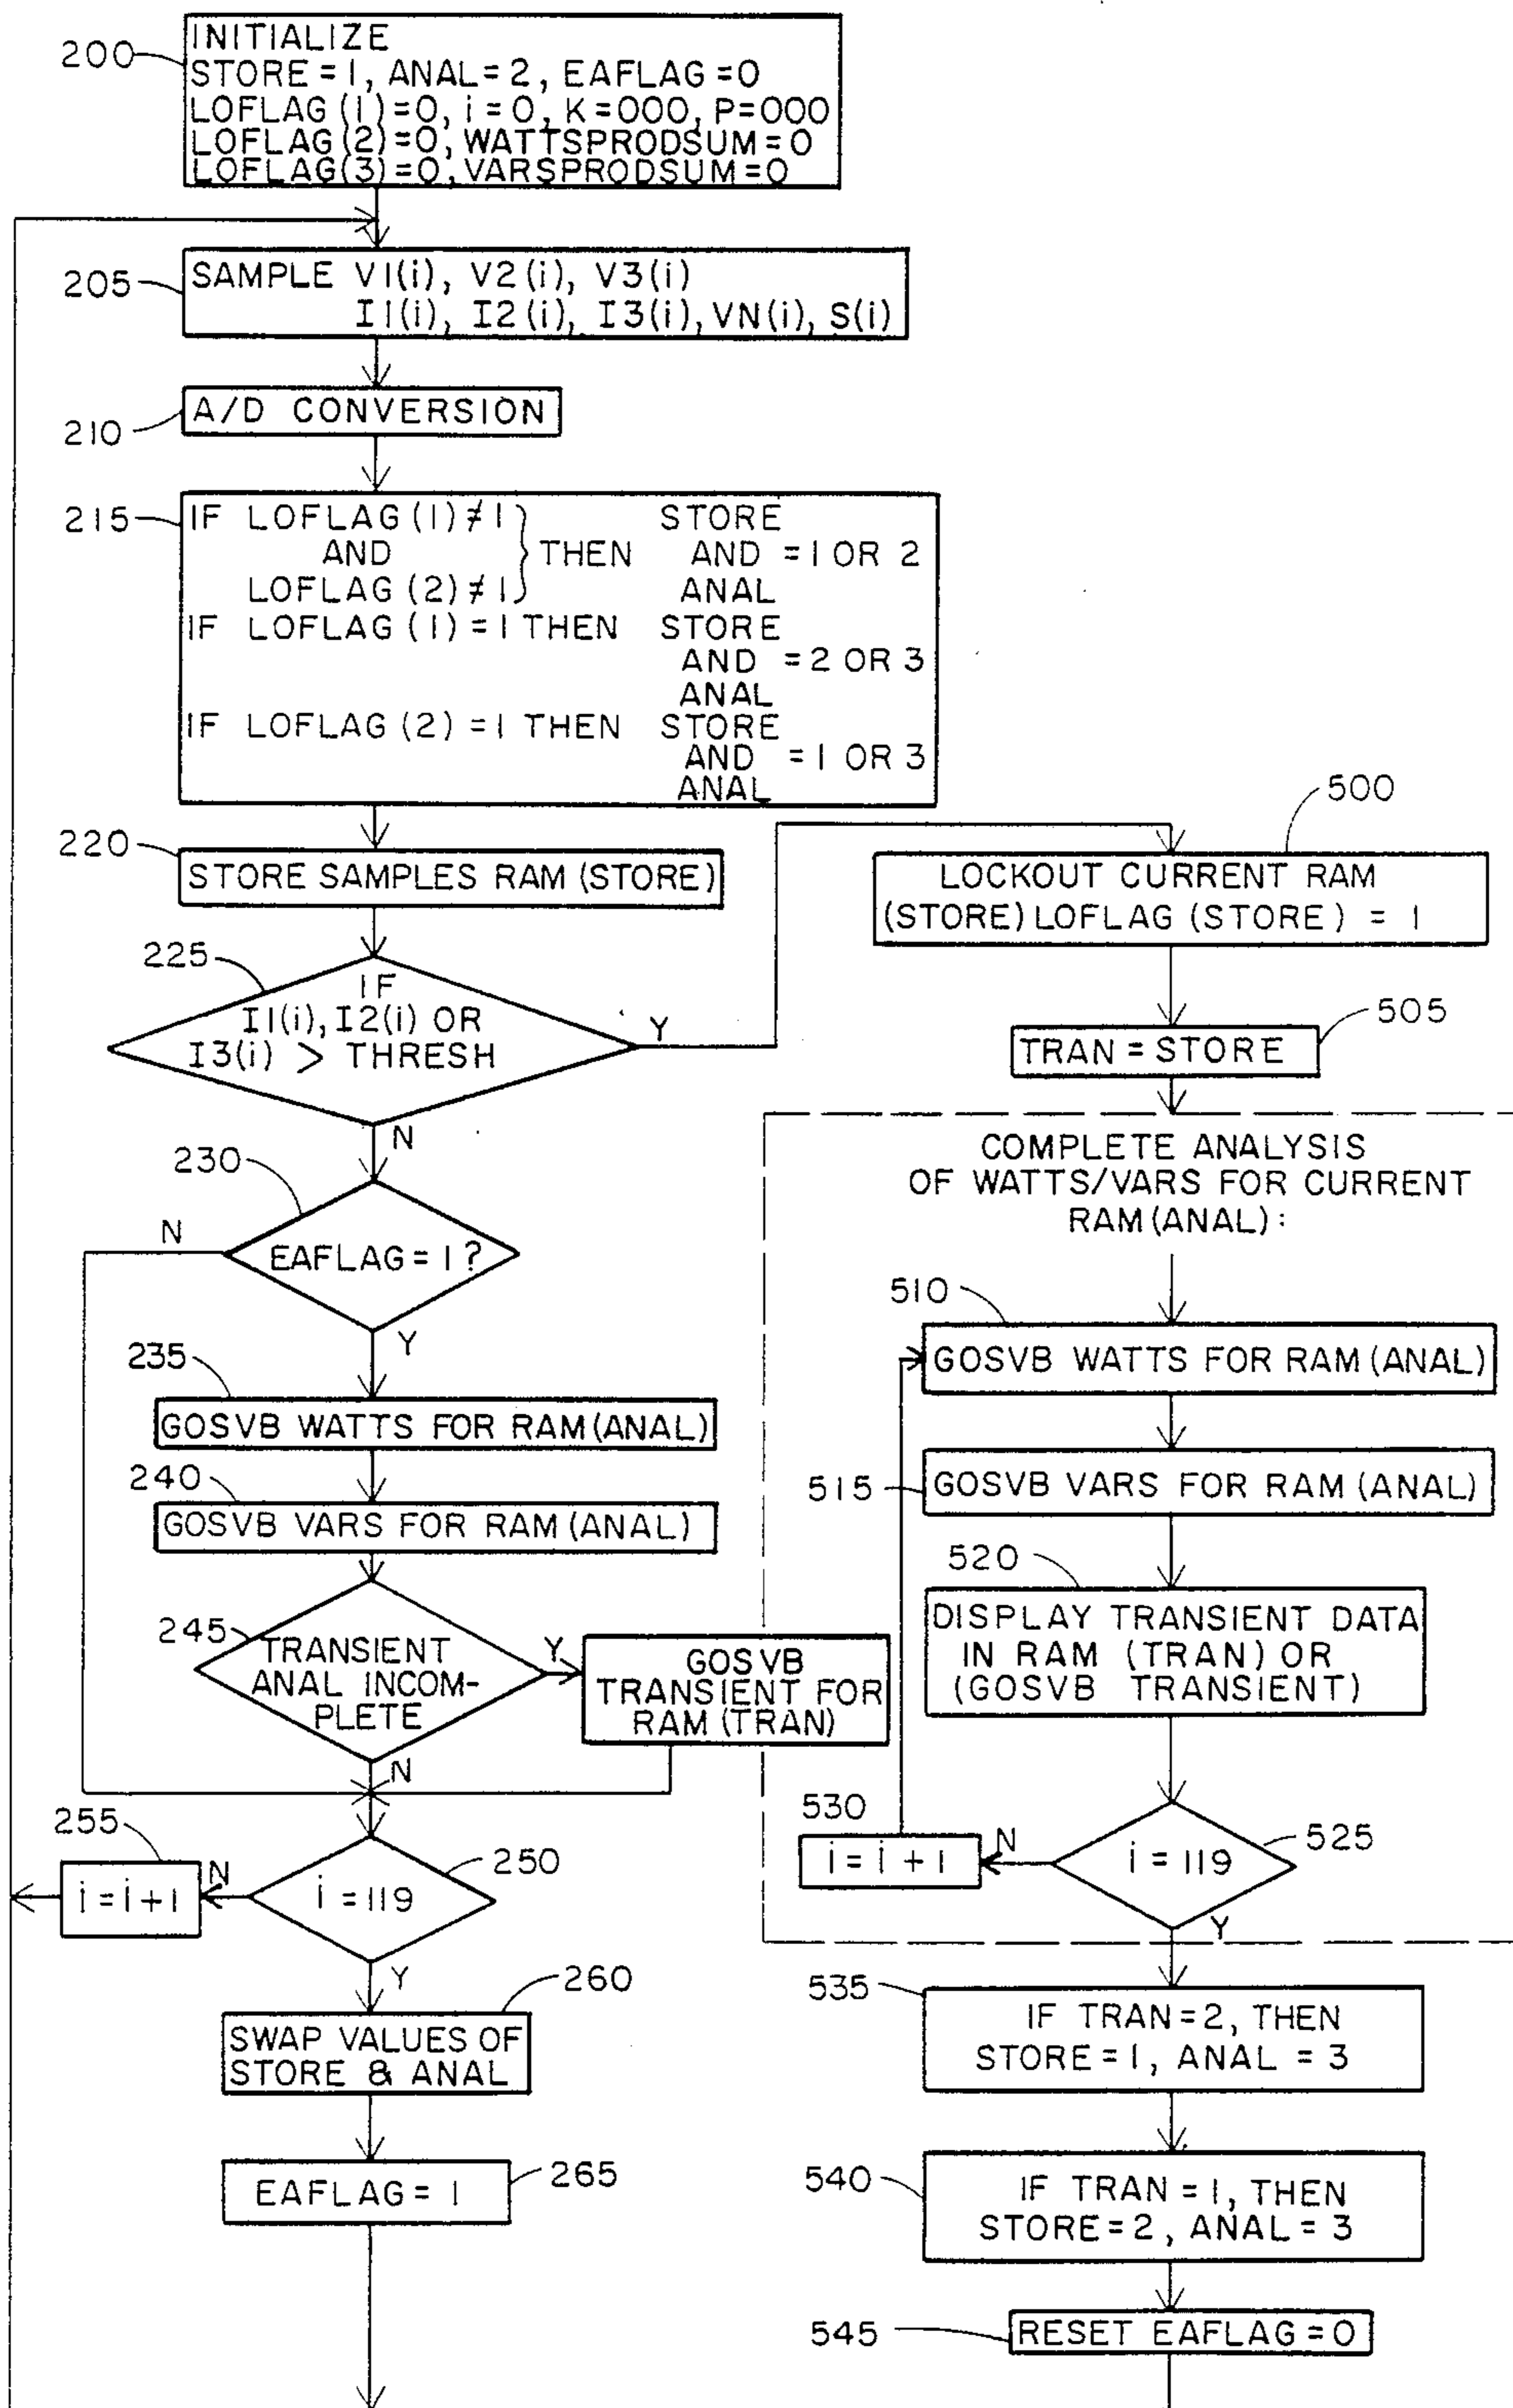 200
INITIALIZE
STORE = 1, ANAL = 2, EAFLAG = 0
LOFLAG (1) = 0, i = 0, K = 000, P = 000
LOFLAG (2) = 0, WATTSPRODSUM = 0
LOFLAG (3) = 0, VARSPRODSUM = 0
205
SAMPLE V1(i), V2(i), V3(i)
I1(i), I2(i), I3(i), VN(i), S(i)
210
A/D CONVERSION
215
IF LOFLAG (1) ≠ 1 } THEN STORE
AND AND = 1 OR 2
LOFLAG (2) ≠ 1 ANAL
IF LOFLAG (1) = 1 THEN STORE
AND = 2 OR 3
ANAL
IF LOFLAG (2) = 1 THEN STORE
AND = 1 OR 3
ANAL
220
STORE SAMPLES RAM (STORE)
225
IF
I1(i), I2(i) OR
I3(i) > THRESH
Y
N
230
EAFLAG = 1 ?
N
Y
235
GOSVB WATTS FOR RAM (ANAL)
240
GOSVB VARS FOR RAM (ANAL)
245
TRANSIENT
ANAL INCOM-
PLETE
Y
GOSVB
TRANSIENT FOR
RAM (TRAN)
N
250
i = 119
N
255
i = i + 1
Y
260
SWAP VALUES OF
STORE & ANAL
265
EAFLAG = 1
500
LOCKOUT CURRENT RAM
(STORE) LOFLAG (STORE) = 1
505
TRAN = STORE
COMPLETE ANALYSIS
OF WATTS/VARS FOR CURRENT
RAM (ANAL) :
510
GOSVB WATTS FOR RAM (ANAL)
515
GOSVB VARS FOR RAM (ANAL)
520
DISPLAY TRANSIENT DATA
IN RAM (TRAN) OR
(GOSVB TRANSIENT)
525
i = 119
N
530
i = i + 1
Y
535
IF TRAN = 2, THEN
STORE = 1, ANAL = 3
540
IF TRAN = 1, THEN
STORE = 2, ANAL = 3
545
RESET EAFLAG = 0